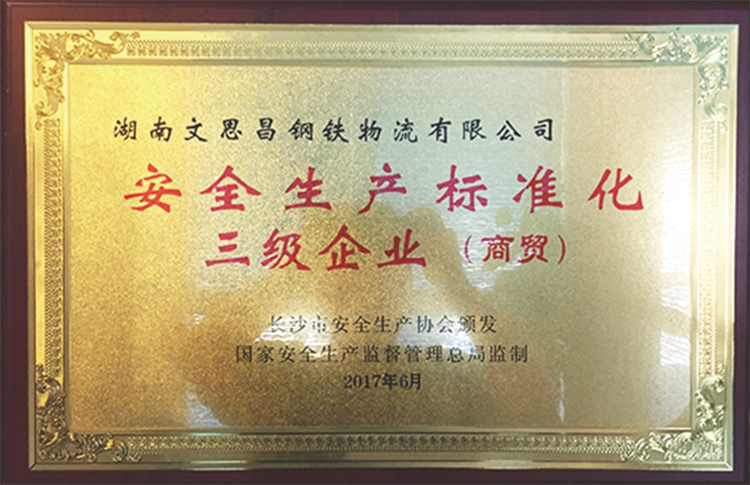 湖南文思昌钢铁物流有限公司
安全生产标准化
三级企业（商贸）
长沙市安全生产协会颁发
国家安全生产监督管理总局监制
2017年6月